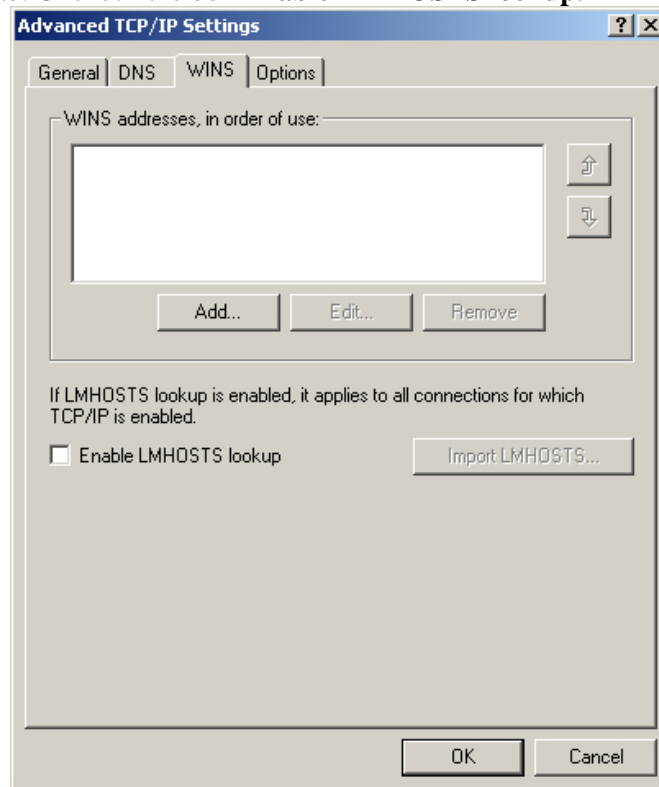 Advanced TCP/IP Settings
General DNS WINS Options
WINS addresses, in order of use:
Add... Edit... Remove
If LMHOSTS lookup is enabled, it applies to all connections for which
TCP/IP is enabled.
Enable LMHOSTS lookup Import LMHOSTS...
OK Cancel